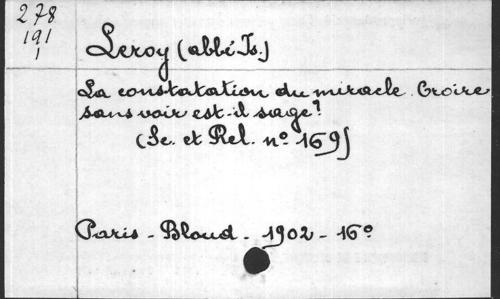 278
191
1
Leroy (abbé Is.)
La constatation du miracle. Croire
sans voir est-il sage?
(Sc. et Rel. nº 169)
Paris - Bloud - 1902 - 16º